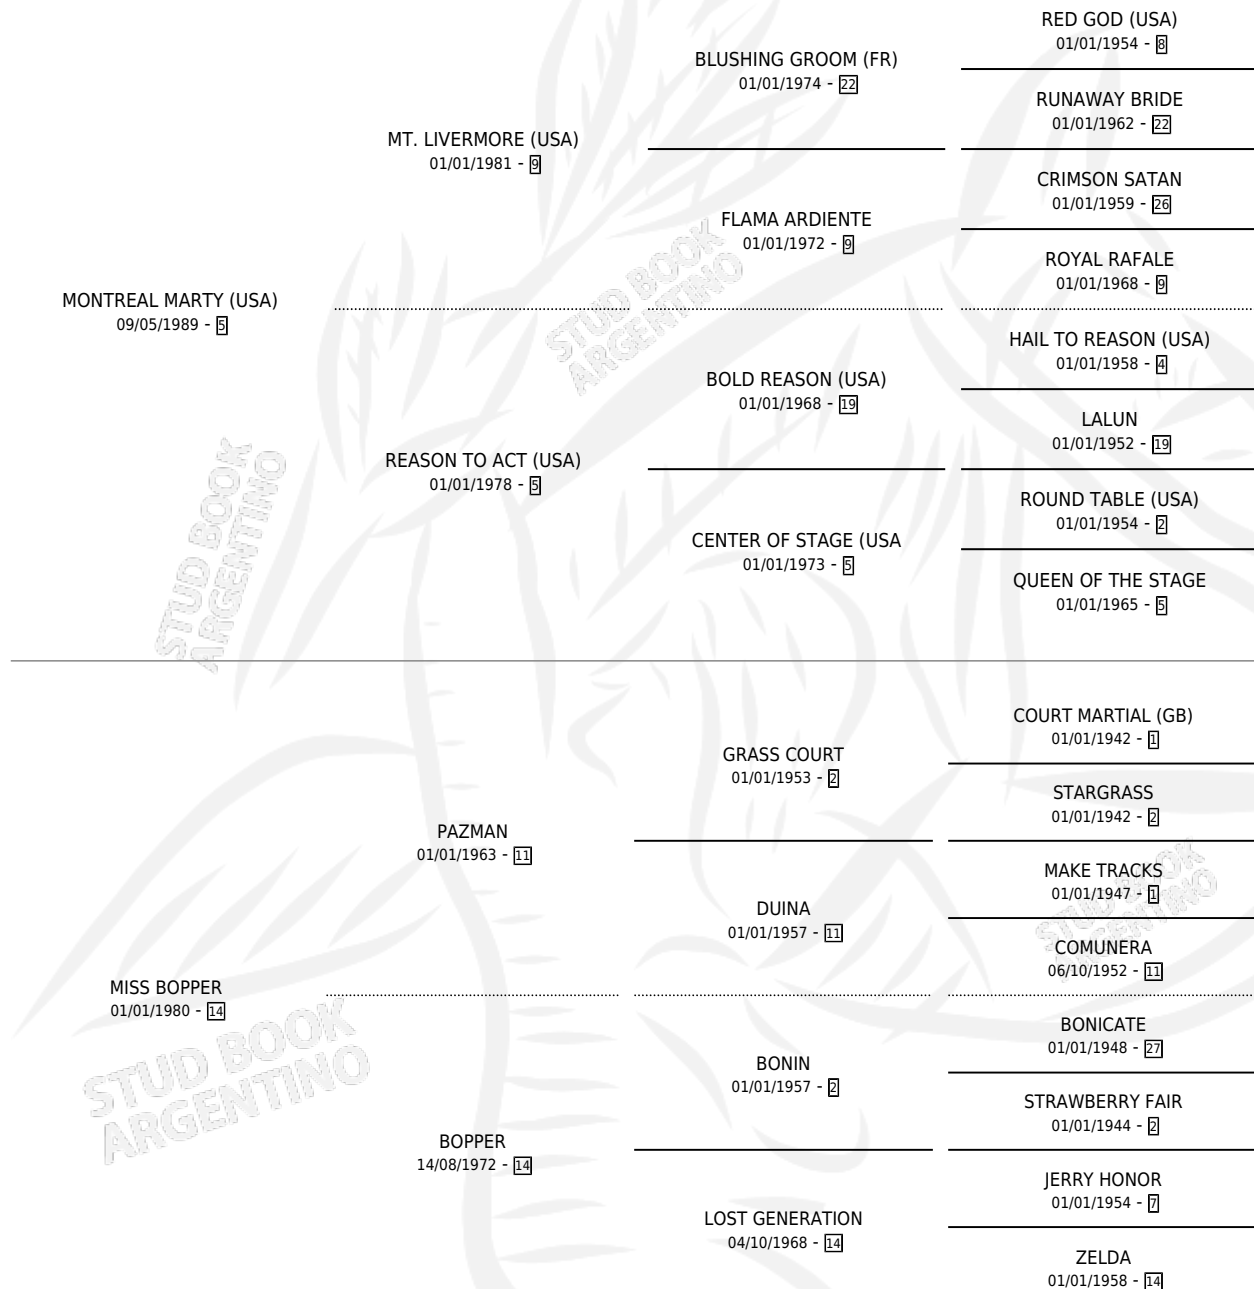 RED GOD (USA)
01/01/1954 - 8
BLUSHING GROOM (FR)
01/01/1974 - 22
RUNAWAY BRIDE
01/01/1962 - 22
MT. LIVERMORE (USA)
01/01/1981 - 9
CRIMSON SATAN
01/01/1959 - 26
FLAMA ARDIENTE
01/01/1972 - 9
ROYAL RAFALE
01/01/1968 - 9
MONTREAL MARTY (USA)
09/05/1989 - 5
HAIL TO REASON (USA)
01/01/1958 - 4
BOLD REASON (USA)
01/01/1968 - 19
LALUN
01/01/1952 - 19
REASON TO ACT (USA)
01/01/1978 - 5
ROUND TABLE (USA)
01/01/1954 - 2
CENTER OF STAGE (USA
01/01/1973 - 5
QUEEN OF THE STAGE
01/01/1965 - 5
COURT MARTIAL (GB)
01/01/1942 - 1
GRASS COURT
01/01/1953 - 2
STARGRASS
01/01/1942 - 2
PAZMAN
01/01/1963 - 11
MAKE TRACKS
01/01/1947 - 1
DUINA
01/01/1957 - 11
COMUNERA
06/10/1952 - 11
MISS BOPPER
01/01/1980 - 14
BONICATE
01/01/1948 - 27
BONIN
01/01/1957 - 2
STRAWBERRY FAIR
01/01/1944 - 2
BOPPER
14/08/1972 - 14
JERRY HONOR
01/01/1954 - 7
LOST GENERATION
04/10/1968 - 14
ZELDA
01/01/1958 - 14
STUD BOOK
ARGENTINO
STUD BOOK
ARGENTINO
STUD BOOK
ARGENTINO
STUD BOOK
ARGENTINO